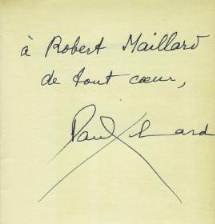 à Robert Maillard
de tout cœur,
Paul Eluard